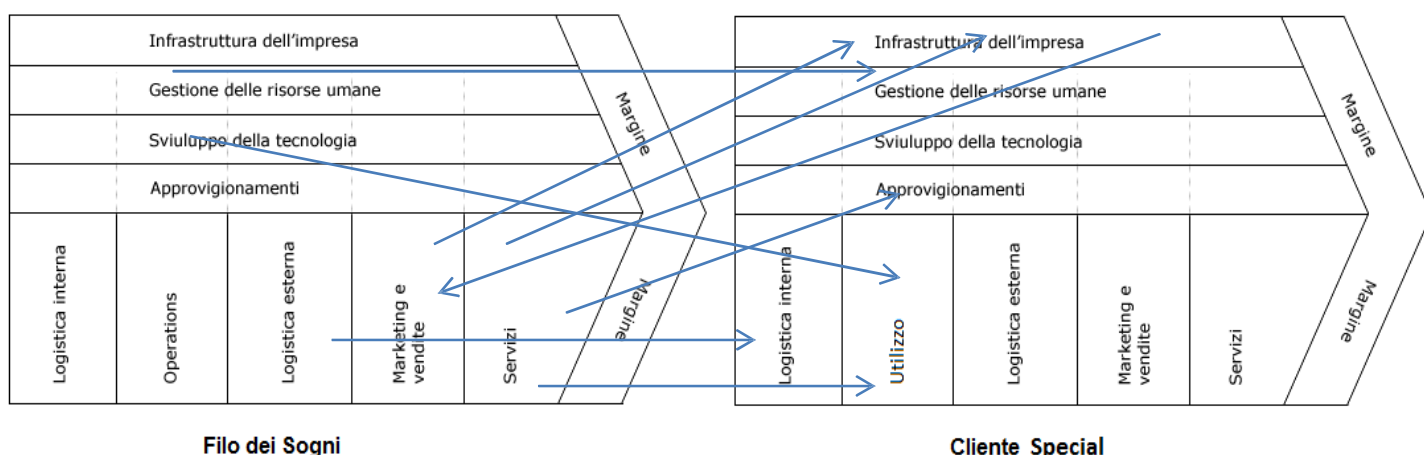 Infrastruttura dell'impresa
Gestione delle risorse umane
Sviuluppo della tecnologia
Approvigionamenti
Logistica interna
Operations
Logistica esterna
Marketing e
vendite
Servizi
Margine
Margine
Filo dei Sogni
Infrastruttura dell'impresa
Gestione delle risorse umane
Sviuluppo della tecnologia
Approvigionamenti
Logistica interna
Utilizzo
Logistica esterna
Marketing e
vendite
Servizi
Margine
Margine
Cliente Special